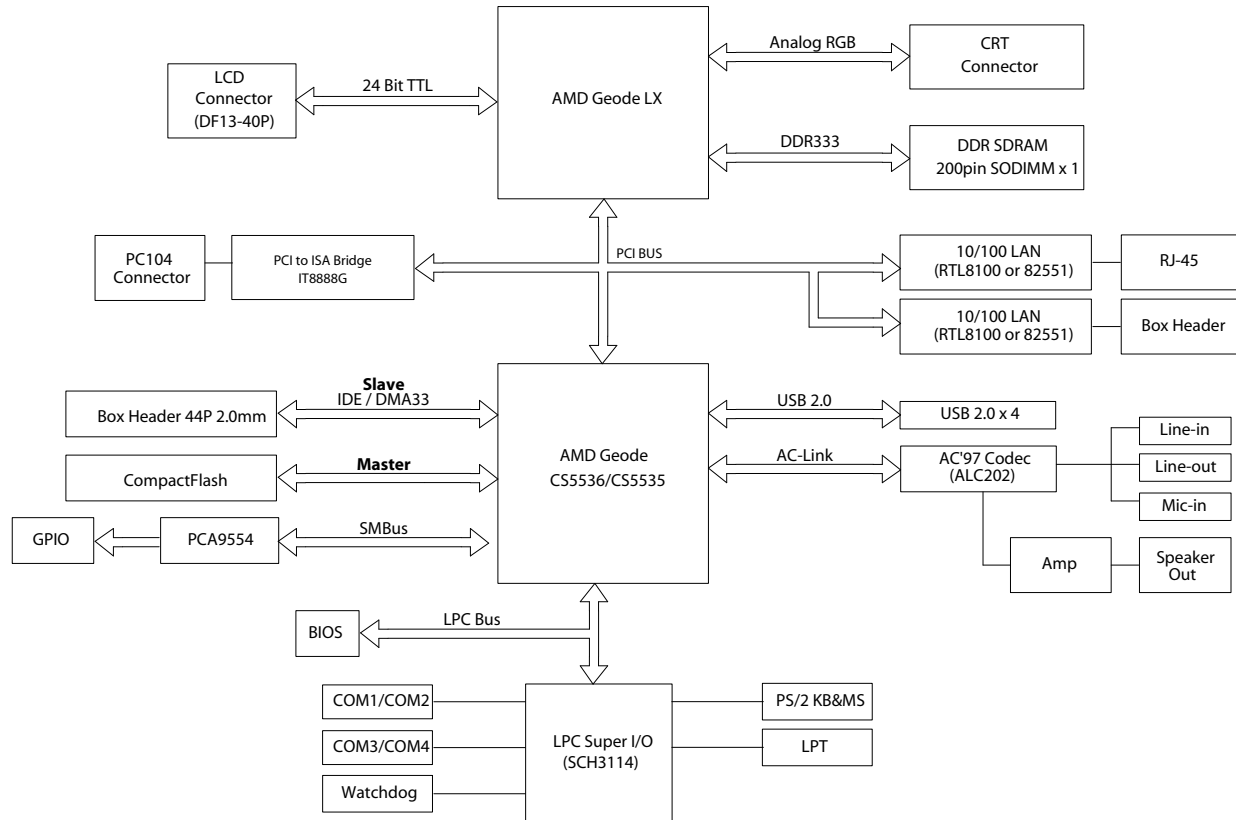 Analog RGB
CRT
Connector
LCD
Connector
(DF13-40P)
24 Bit TTL
AMD Geode LX
DDR333
DDR SDRAM
200pin SODIMM x 1
PC104
Connector
PCI to ISA Bridge
IT8888G
PCI BUS
10/100 LAN
(RTL8100 or 82551)
RJ-45
10/100 LAN
(RTL8100 or 82551)
Box Header
Slave
IDE / DMA33
Box Header 44P 2.0mm
AMD Geode
CS5536/CS5535
USB 2.0
USB 2.0 x 4
Master
CompactFlash
AC-Link
AC'97 Codec
(ALC202)
Line-in
Line-out
Mic-in
GPIO
PCA9554
SMBus
Amp
Speaker
Out
BIOS
LPC Bus
COM1/COM2
COM3/COM4
Watchdog
LPC Super I/O
(SCH3114)
PS/2 KB&MS
LPT